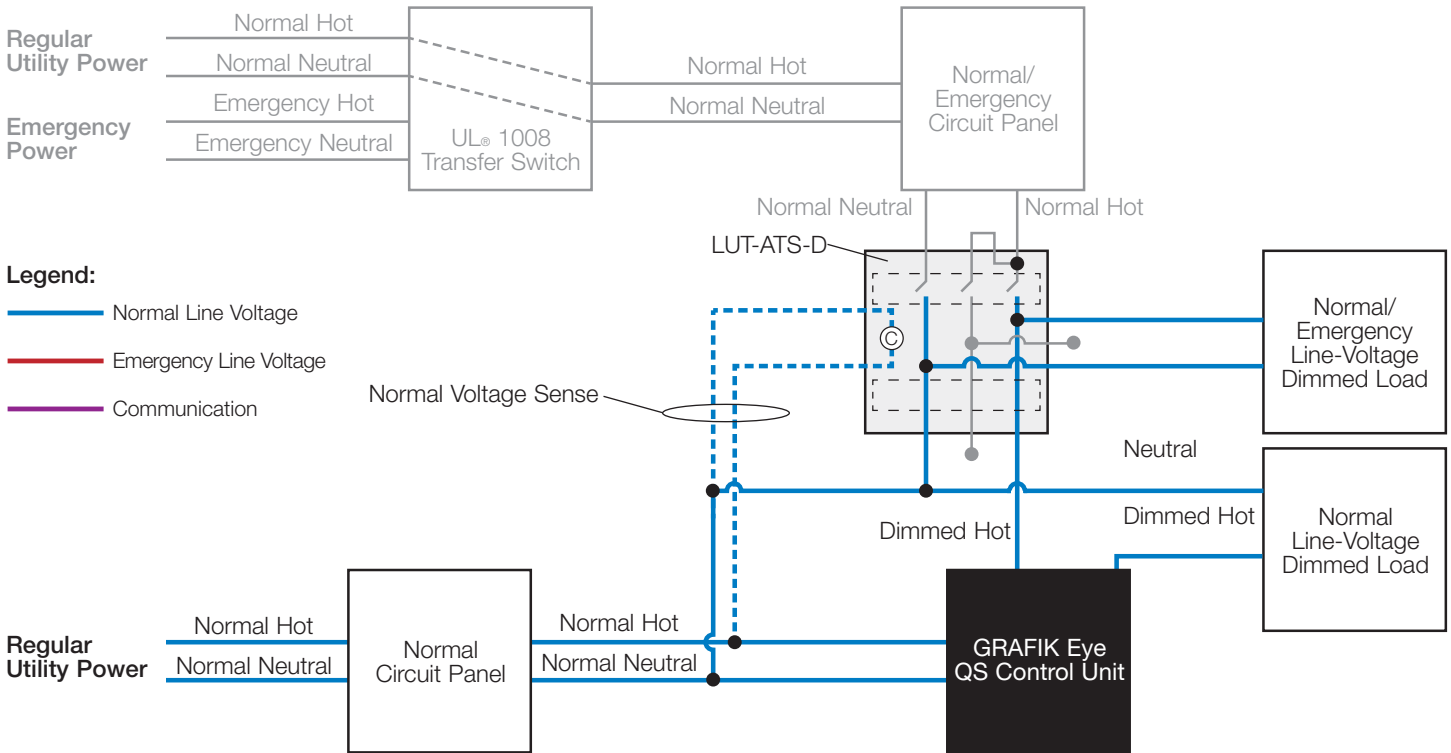 Regular
Utility Power
Normal Hot
Normal Neutral
Emergency
Power
Emergency Hot
Emergency Neutral
UL® 1008
Transfer Switch
Normal Hot
Normal Neutral
Normal/
Emergency
Circuit Panel
Normal Neutral
Normal Hot
LUT-ATS-D
Legend:
Normal Line Voltage
Emergency Line Voltage
Communication
C
Normal Voltage Sense
Normal/
Emergency
Line-Voltage
Dimmed Load
Neutral
Dimmed Hot
Dimmed Hot
Normal
Line-Voltage
Dimmed Load
Regular
Utility Power
Normal Hot
Normal Neutral
Normal
Circuit Panel
Normal Hot
Normal Neutral
GRAFIK Eye
QS Control Unit